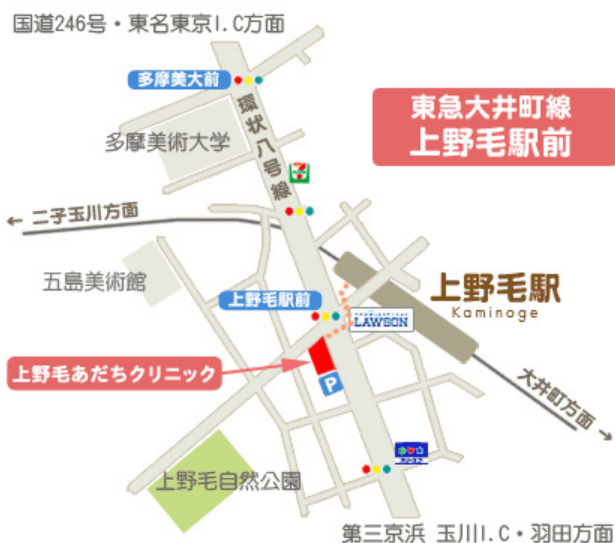 国道246号・東名東京I.C方面
多摩美大前
環状八号線
東急大井町線
上野毛駅前
多摩美術大学
7
← 二子玉川方面
五島美術館
上野毛駅前
上野毛駅
Kaminoge
LAWSON
上野毛あだちクリニック
P
大井町方面 →
上野毛自然公園
第三京浜 玉川I.C・羽田方面